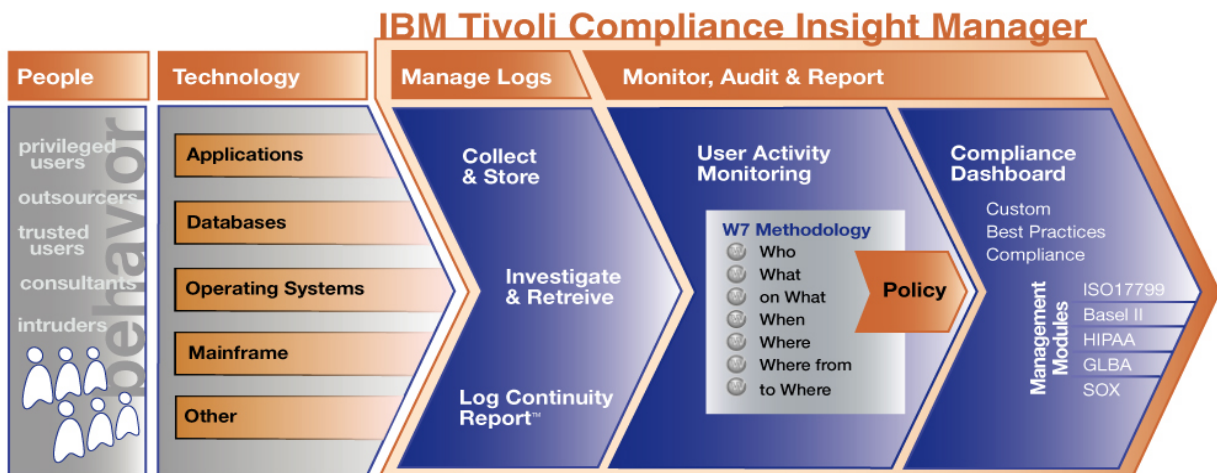 IBM Tivoli Compliance Insight Manager
People
Technology
Manage Logs
Monitor, Audit & Report
behavior
privileged
users
outsourcers
trusted
users
consultants
intruders
Applications
Databases
Operating Systems
Mainframe
Other
Collect
& Store
Investigate
& Retreive
Log Continuity
Report™
User Activity
Monitoring
W7 Methodology
Who
What
on What
When
Where
Where from
to Where
Policy
Compliance
Dashboard
Custom
Best Practices
Compliance
Management
Modules
ISO17799
Basel II
HIPAA
GLBA
SOX